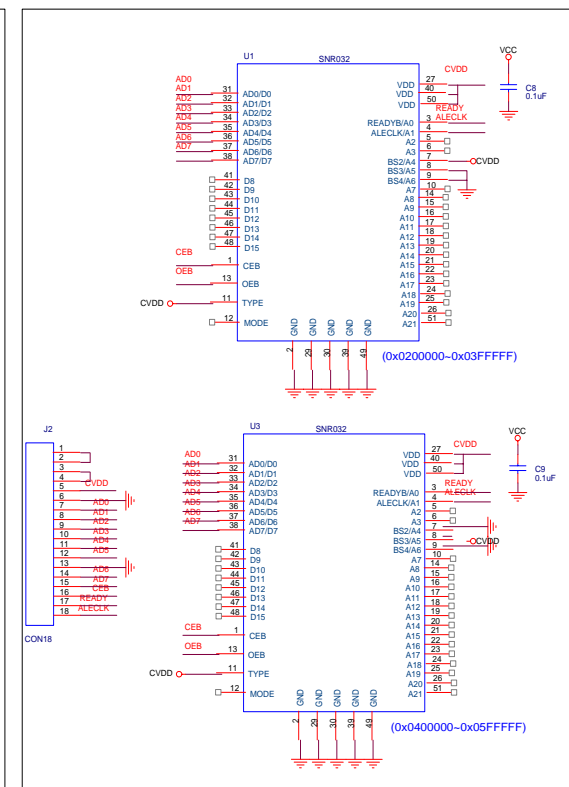 U1 SNR032
AD0 31 AD0/D0
AD1 32 AD1/D1
AD2 33 AD2/D2
AD3 34 AD3/D3
AD4 35 AD4/D4
AD5 36 AD5/D5
AD6 37 AD6/D6
AD7 38 AD7/D7
41 D8
42 D9
43 D10
44 D11
45 D12
46 D13
47 D14
48 D15
CEB 1 CEB
OEB 13 OEB
CVDD 11 TYPE
12 MODE
VDD 27 CVDD
VDD 40
VDD 50
READYB/A0 3 READY
ALECLK/A1 4 ALECLK
A2 5
A3 6
BS2/A4 7 CVDD
BS3/A5 8
BS4/A6 9
A7 10
A8 14
A9 15
A10 16
A11 17
A12 18
A13 19
A14 20
A15 21
A16 22
A17 23
A18 24
A19 25
A20 26
A21 51
GND GND GND GND GND
2 29 30 39 49
(0x0200000~0x03FFFFF)
VCC
C8
0.1uF
J2
1
2
3
4
5 CVDD
6
7 AD0
8 AD1
9 AD2
10 AD3
11 AD4
12 AD5
13
14 AD6
15 AD7
16 CEB
17 READY
18 ALECLK
CON18
U3 SNR032
AD0 31 AD0/D0
AD1 32 AD1/D1
AD2 33 AD2/D2
AD3 34 AD3/D3
AD4 35 AD4/D4
AD5 36 AD5/D5
AD6 37 AD6/D6
AD7 38 AD7/D7
41 D8
42 D9
43 D10
44 D11
45 D12
46 D13
47 D14
48 D15
CEB 1 CEB
OEB 13 OEB
CVDD 11 TYPE
12 MODE
VDD 27 CVDD
VDD 40
VDD 50
READYB/A0 3 READY
ALECLK/A1 4 ALECLK
A2 5
A3 6
BS2/A4 7
BS3/A5 8 CVDD
BS4/A6 9
A7 10
A8 14
A9 15
A10 16
A11 17
A12 18
A13 19
A14 20
A15 21
A16 22
A17 23
A18 24
A19 25
A20 26
A21 51
GND GND GND GND GND
2 29 30 39 49
(0x0400000~0x05FFFFF)
VCC
C9
0.1uF